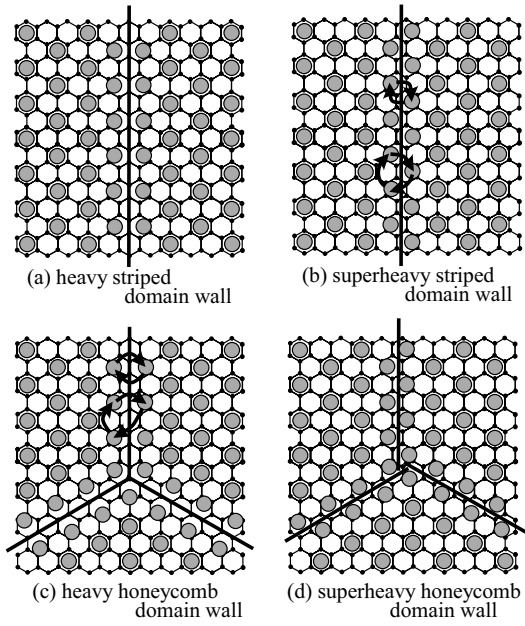 (a) heavy striped
domain wall
(b) superheavy striped
domain wall
(c) heavy honeycomb
domain wall
(d) superheavy honeycomb
domain wall